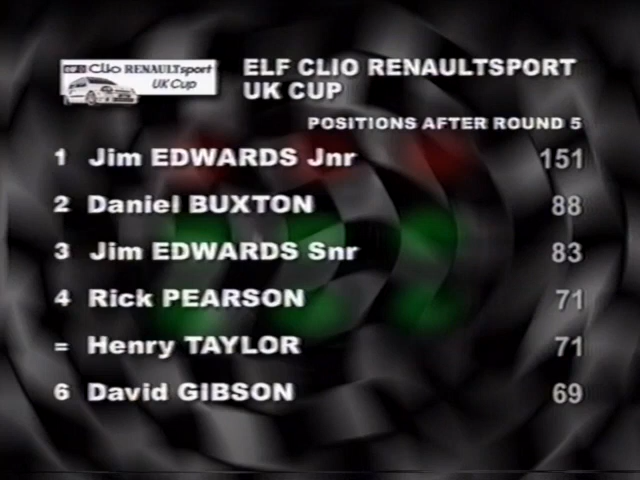 elf Clio RENAULTsport
UK Cup
ELF CLIO RENAULTSPORT
UK CUP
POSITIONS AFTER ROUND 5
1 Jim EDWARDS Jnr 151
2 Daniel BUXTON 88
3 Jim EDWARDS Snr 83
4 Rick PEARSON 71
= Henry TAYLOR 71
6 David GIBSON 69